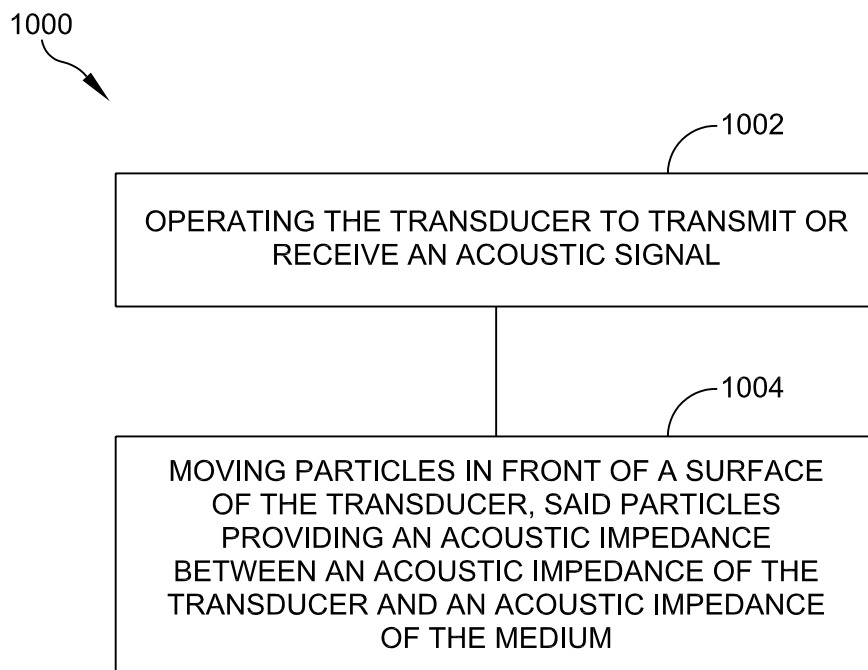 1000
1002
OPERATING THE TRANSDUCER TO TRANSMIT OR
RECEIVE AN ACOUSTIC SIGNAL
1004
MOVING PARTICLES IN FRONT OF A SURFACE
OF THE TRANSDUCER, SAID PARTICLES
PROVIDING AN ACOUSTIC IMPEDANCE
BETWEEN AN ACOUSTIC IMPEDANCE OF THE
TRANSDUCER AND AN ACOUSTIC IMPEDANCE
OF THE MEDIUM